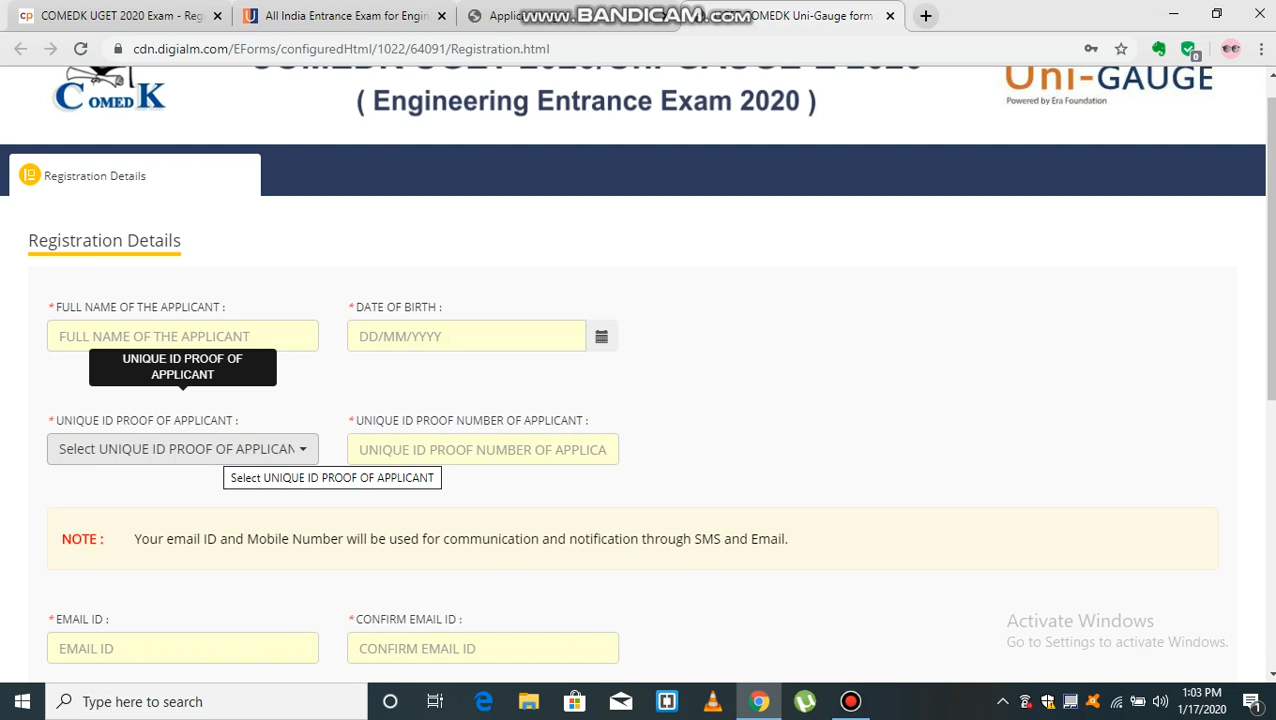 COMEDK UGET 2020 Exam - Reg
All India Entrance Exam for Engin
Applic
www.BANDICAM.com
COMEDK Uni-Gauge form
cdn.digialm.com/EForms/configuredHtml/1022/64091/Registration.html
COMEDK
COMEDK UGET 2020/Uni-GAUGE-E 2020
( Engineering Entrance Exam 2020 )
Uni-GAUGE
Powered by Era Foundation
Registration Details
Registration Details
* FULL NAME OF THE APPLICANT :
* DATE OF BIRTH :
FULL NAME OF THE APPLICANT
DD/MM/YYYY
UNIQUE ID PROOF OF
APPLICANT
* UNIQUE ID PROOF OF APPLICANT :
* UNIQUE ID PROOF NUMBER OF APPLICANT :
Select UNIQUE ID PROOF OF APPLICAN
UNIQUE ID PROOF NUMBER OF APPLICA
Select UNIQUE ID PROOF OF APPLICANT
NOTE : Your email ID and Mobile Number will be used for communication and notification through SMS and Email.
* EMAIL ID :
* CONFIRM EMAIL ID :
EMAIL ID
CONFIRM EMAIL ID
Activate Windows
Go to Settings to activate Windows.
Type here to search
1:03 PM
1/17/2020